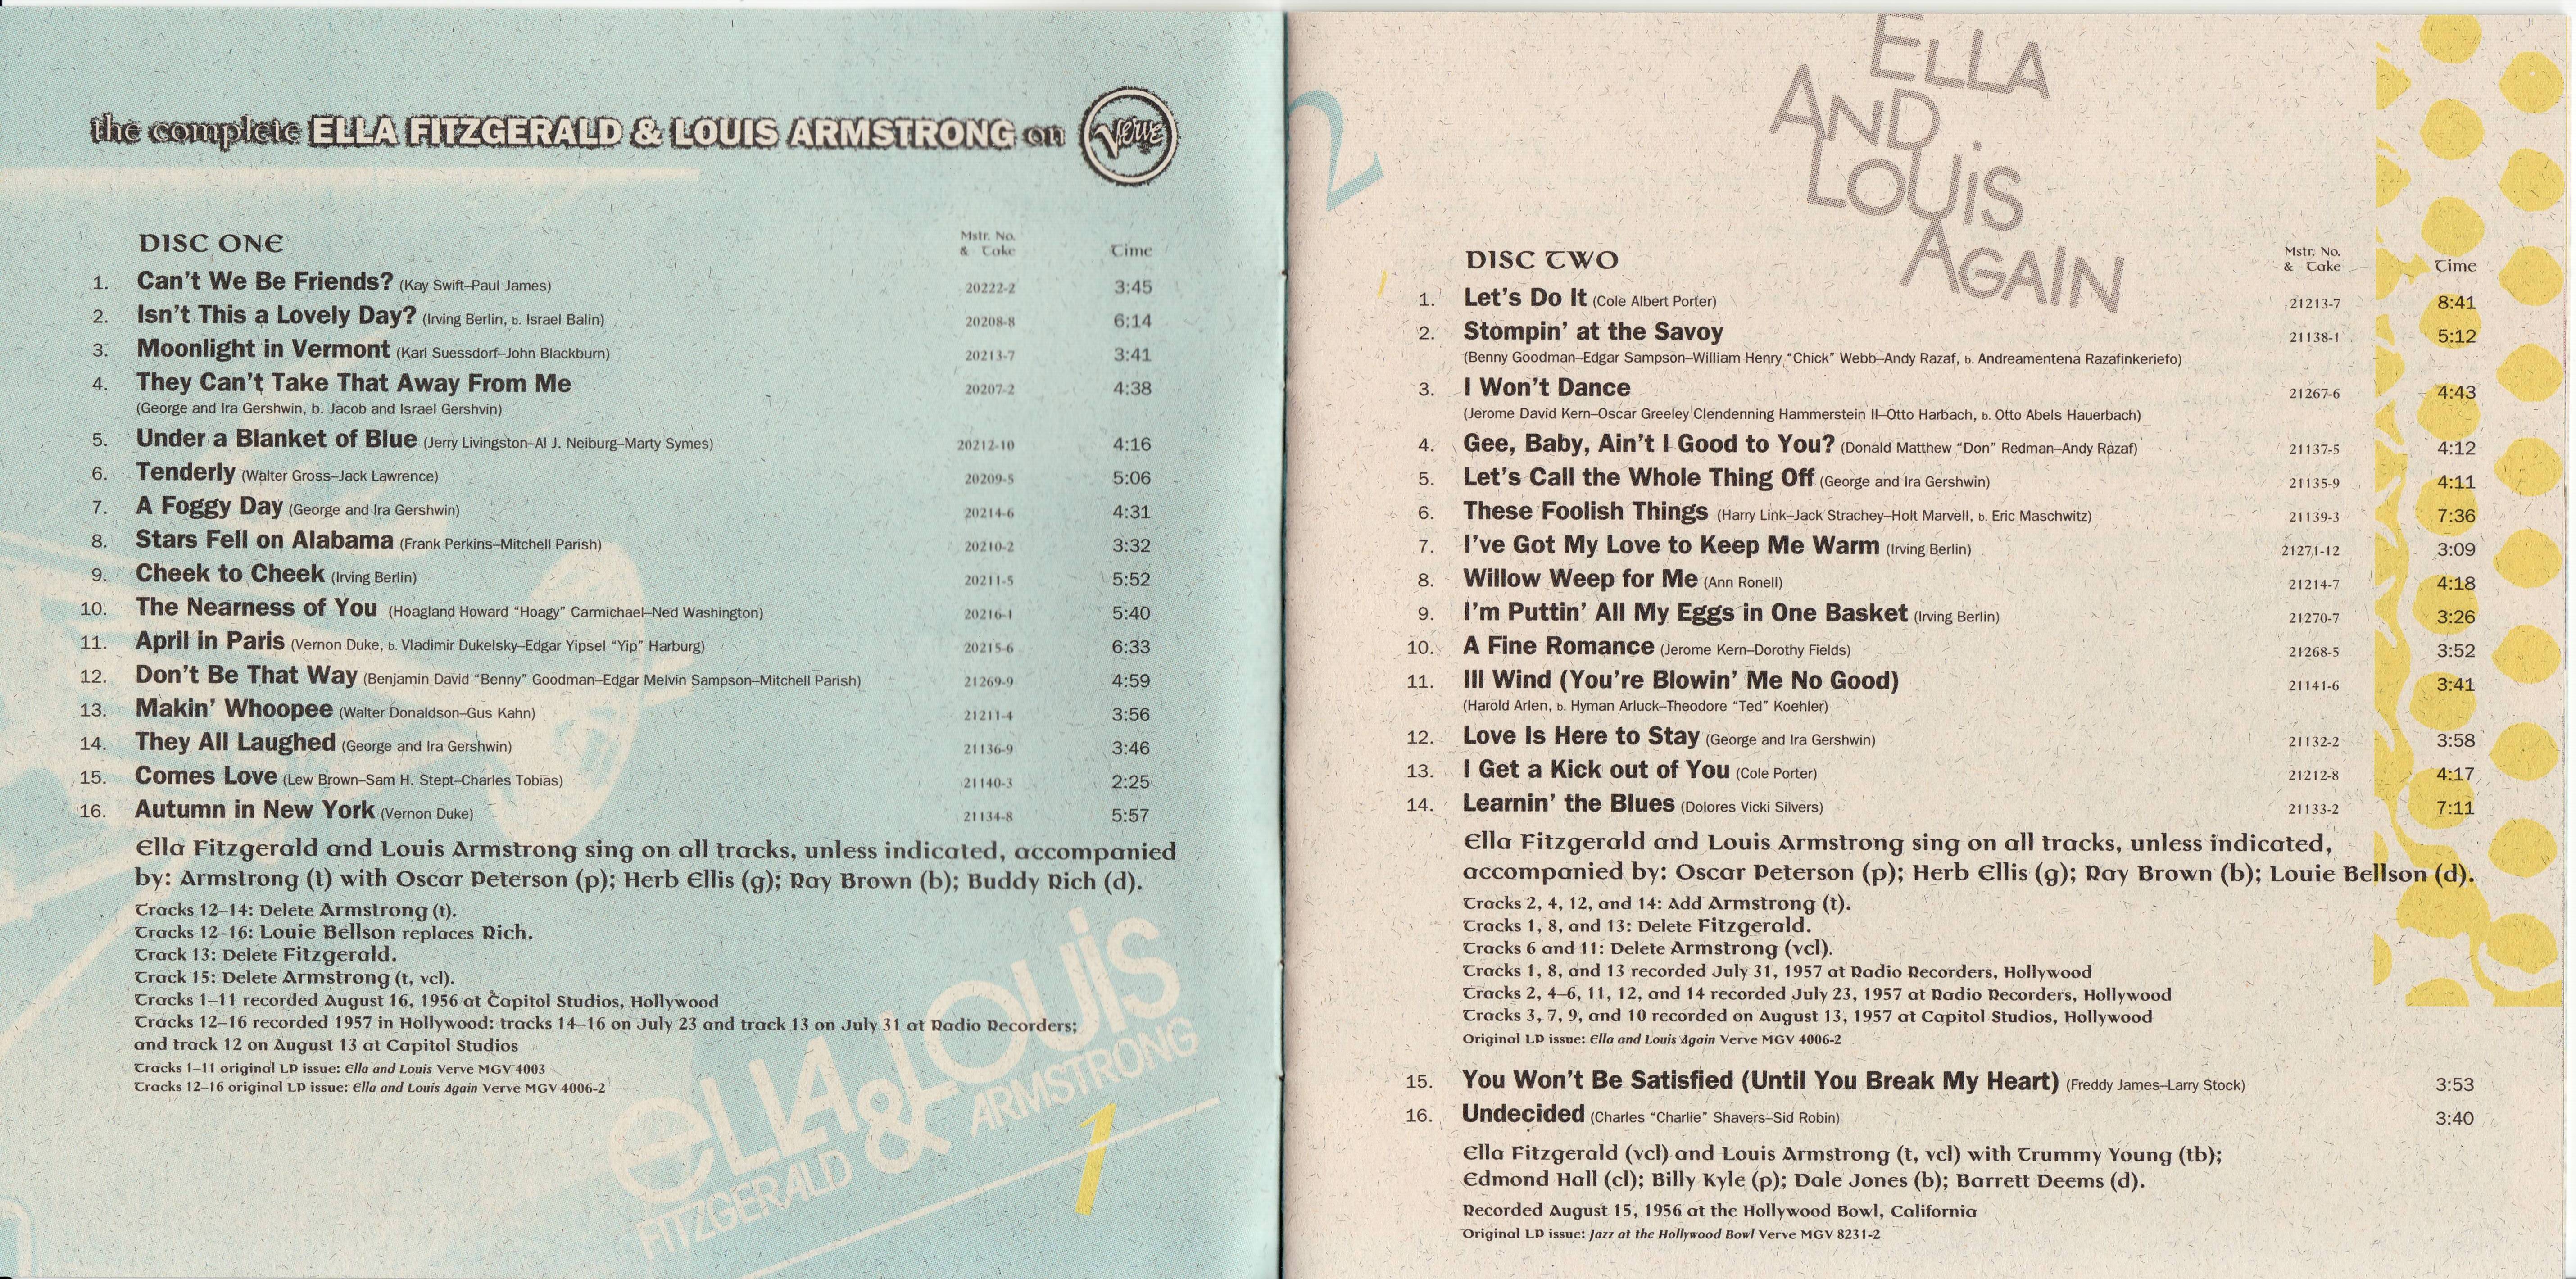 the complete ELLA FITZGERALD & LOUIS ARMSTRONG on Verve
DISC ONE
Mstr. No. & Take
Time
1. Can't We Be Friends? (Kay Swift–Paul James) 20222-2 3:45
2. Isn't This a Lovely Day? (Irving Berlin, b. Israel Balin) 20208-8 6:14
3. Moonlight in Vermont (Karl Suessdorf–John Blackburn) 20213-7 3:41
4. They Can't Take That Away From Me 20207-2 4:38
(George and Ira Gershwin, b. Jacob and Israel Gershvin)
5. Under a Blanket of Blue (Jerry Livingston–Al J. Neiburg–Marty Symes) 20212-10 4:16
6. Tenderly (Walter Gross–Jack Lawrence) 20209-5 5:06
7. A Foggy Day (George and Ira Gershwin) 20214-6 4:31
8. Stars Fell on Alabama (Frank Perkins–Mitchell Parish) 20210-2 3:32
9. Cheek to Cheek (Irving Berlin) 20211-5 5:52
10. The Nearness of You (Hoagland Howard "Hoagy" Carmichael–Ned Washington) 20216-1 5:40
11. April in Paris (Vernon Duke, b. Vladimir Dukelsky–Edgar Yipsel "Yip" Harburg) 20215-6 6:33
12. Don't Be That Way (Benjamin David "Benny" Goodman–Edgar Melvin Sampson–Mitchell Parish) 21269-9 4:59
13. Makin' Whoopee (Walter Donaldson–Gus Kahn) 21211-4 3:56
14. They All Laughed (George and Ira Gershwin) 21136-9 3:46
15. Comes Love (Lew Brown–Sam H. Stept–Charles Tobias) 21140-3 2:25
16. Autumn in New York (Vernon Duke) 21134-8 5:57
Ella Fitzgerald and Louis Armstrong sing on all tracks, unless indicated, accompanied
by: Armstrong (t) with Oscar Peterson (p); Herb Ellis (g); Ray Brown (b); Buddy Rich (d).
Tracks 12–14: Delete Armstrong (t).
Tracks 12–16: Louie Bellson replaces Rich.
Track 13: Delete Fitzgerald.
Track 15: Delete Armstrong (t, vcl).
Tracks 1–11 recorded August 16, 1956 at Capitol Studios, Hollywood
Tracks 12–16 recorded 1957 in Hollywood: tracks 14–16 on July 23 and track 13 on July 31 at Radio Recorders;
and track 12 on August 13 at Capitol Studios
Tracks 1–11 original LP issue: Ella and Louis Verve MGV 4003
Tracks 12–16 original LP issue: Ella and Louis Again Verve MGV 4006-2
ELLA & LOUIS
FITZGERALD
ARMSTRONG
1
2
ELLA
AND
LOUIS
AGAIN
DISC TWO
Mstr. No. & Take
Time
1. Let's Do It (Cole Albert Porter) 21213-7 8:41
2. Stompin' at the Savoy 21138-1 5:12
(Benny Goodman–Edgar Sampson–William Henry "Chick" Webb–Andy Razaf, b. Andreamentena Razafinkeriefo)
3. I Won't Dance 21267-6 4:43
(Jerome David Kern–Oscar Greeley Clendenning Hammerstein II–Otto Harbach, b. Otto Abels Hauerbach)
4. Gee, Baby, Ain't I Good to You? (Donald Matthew "Don" Redman–Andy Razaf) 21137-5 4:12
5. Let's Call the Whole Thing Off (George and Ira Gershwin) 21135-9 4:11
6. These Foolish Things (Harry Link–Jack Strachey–Holt Marvell, b. Eric Maschwitz) 21139-3 7:36
7. I've Got My Love to Keep Me Warm (Irving Berlin) 21271-12 3:09
8. Willow Weep for Me (Ann Ronell) 21214-7 4:18
9. I'm Puttin' All My Eggs in One Basket (Irving Berlin) 21270-7 3:26
10. A Fine Romance (Jerome Kern–Dorothy Fields) 21268-5 3:52
11. Ill Wind (You're Blowin' Me No Good) 21141-6 3:41
(Harold Arlen, b. Hyman Arluck–Theodore "Ted" Koehler)
12. Love Is Here to Stay (George and Ira Gershwin) 21132-2 3:58
13. I Get a Kick out of You (Cole Porter) 21212-8 4:17
14. Learnin' the Blues (Dolores Vicki Silvers) 21133-2 7:11
Ella Fitzgerald and Louis Armstrong sing on all tracks, unless indicated,
accompanied by: Oscar Peterson (p); Herb Ellis (g); Ray Brown (b); Louie Bellson (d).
Tracks 2, 4, 12, and 14: Add Armstrong (t).
Tracks 1, 8, and 13: Delete Fitzgerald.
Tracks 6 and 11: Delete Armstrong (vcl).
Tracks 1, 8, and 13 recorded July 31, 1957 at Radio Recorders, Hollywood
Tracks 2, 4–6, 11, 12, and 14 recorded July 23, 1957 at Radio Recorders, Hollywood
Tracks 3, 7, 9, and 10 recorded on August 13, 1957 at Capitol Studios, Hollywood
Original LP issue: Ella and Louis Again Verve MGV 4006-2
15. You Won't Be Satisfied (Until You Break My Heart) (Freddy James–Larry Stock) 3:53
16. Undecided (Charles "Charlie" Shavers–Sid Robin) 3:40
Ella Fitzgerald (vcl) and Louis Armstrong (t, vcl) with Trummy Young (tb);
Edmond Hall (cl); Billy Kyle (p); Dale Jones (b); Barrett Deems (d).
Recorded August 15, 1956 at the Hollywood Bowl, California
Original LP issue: Jazz at the Hollywood Bowl Verve MGV 8231-2